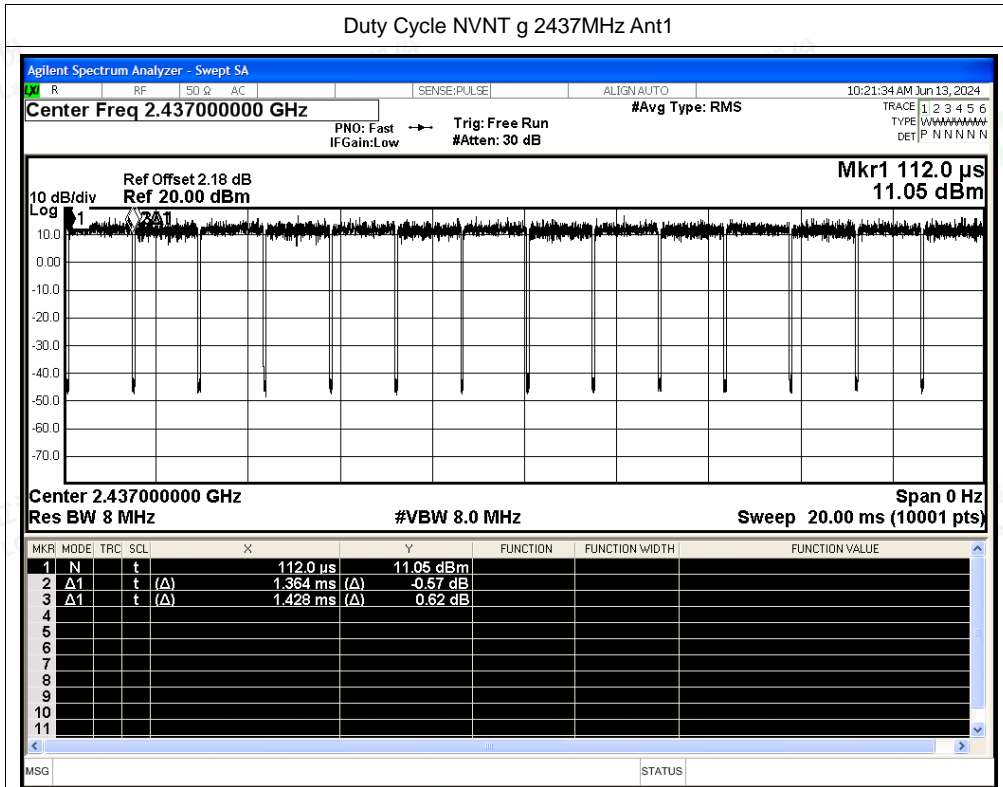 Duty Cycle NVNT g 2437MHz Ant1
Agilent Spectrum Analyzer - Swept SA
LXI R RF 50 Ω AC SENSE:PULSE ALIGN AUTO 10:21:34 AM Jun 13, 2024
Center Freq 2.437000000 GHz #Avg Type: RMS TRACE 1 2 3 4 5 6
PNO: Fast Trig: Free Run TYPE WWWWWW
IFGain:Low #Atten: 30 dB DET P N N N N N
Mkr1 112.0 µs
Ref Offset 2.18 dB
10 dB/div Ref 20.00 dBm 11.05 dBm
Log
1 3Δ1
10.0
0.00
-10.0
-20.0
-30.0
-40.0
-50.0
-60.0
-70.0
Center 2.437000000 GHz Span 0 Hz
Res BW 8 MHz #VBW 8.0 MHz Sweep 20.00 ms (10001 pts)
MKR MODE TRC SCL X Y FUNCTION FUNCTION WIDTH FUNCTION VALUE
1 N t 112.0 µs 11.05 dBm
2 Δ1 t (Δ) 1.364 ms (Δ) -0.57 dB
3 Δ1 t (Δ) 1.428 ms (Δ) 0.62 dB
4
5
6
7
8
9
10
11
MSG STATUS